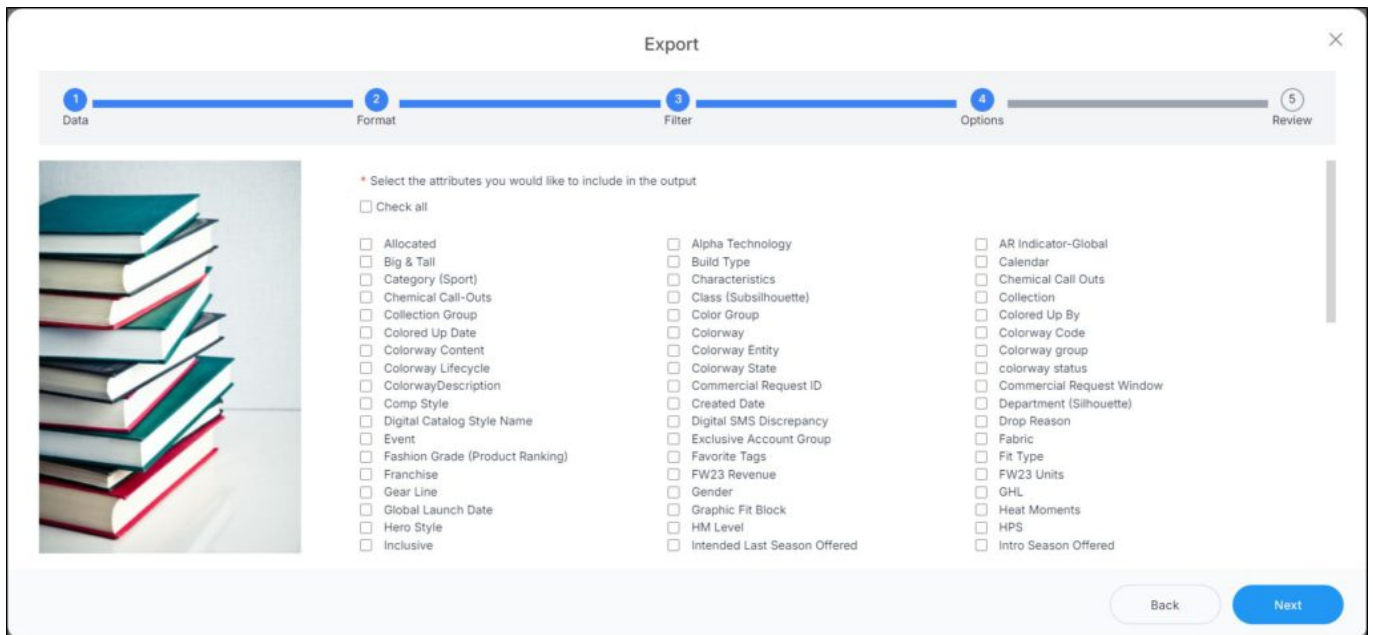 Export
1
2
3
4
5
Data
Format
Filter
Options
Review
* Select the attributes you would like to include in the output
Check all
Allocated Alpha Technology AR Indicator-Global
Big & Tall Build Type Calendar
Category (Sport) Characteristics Chemical Call Outs
Chemical Call-Outs Class (Subsilhouette) Collection
Collection Group Color Group Colored Up By
Colored Up Date Colorway Colorway Code
Colorway Content Colorway Entity Colorway group
Colorway Lifecycle Colorway State colorway status
ColorwayDescription Commercial Request ID Commercial Request Window
Comp Style Created Date Department (Silhouette)
Digital Catalog Style Name Digital SMS Discrepancy Drop Reason
Event Exclusive Account Group Fabric
Fashion Grade (Product Ranking) Favorite Tags Fit Type
Franchise FW23 Revenue FW23 Units
Gear Line Gender GHL
Global Launch Date Graphic Fit Block Heat Moments
Hero Style HM Level HPS
Inclusive Intended Last Season Offered Intro Season Offered
Back Next